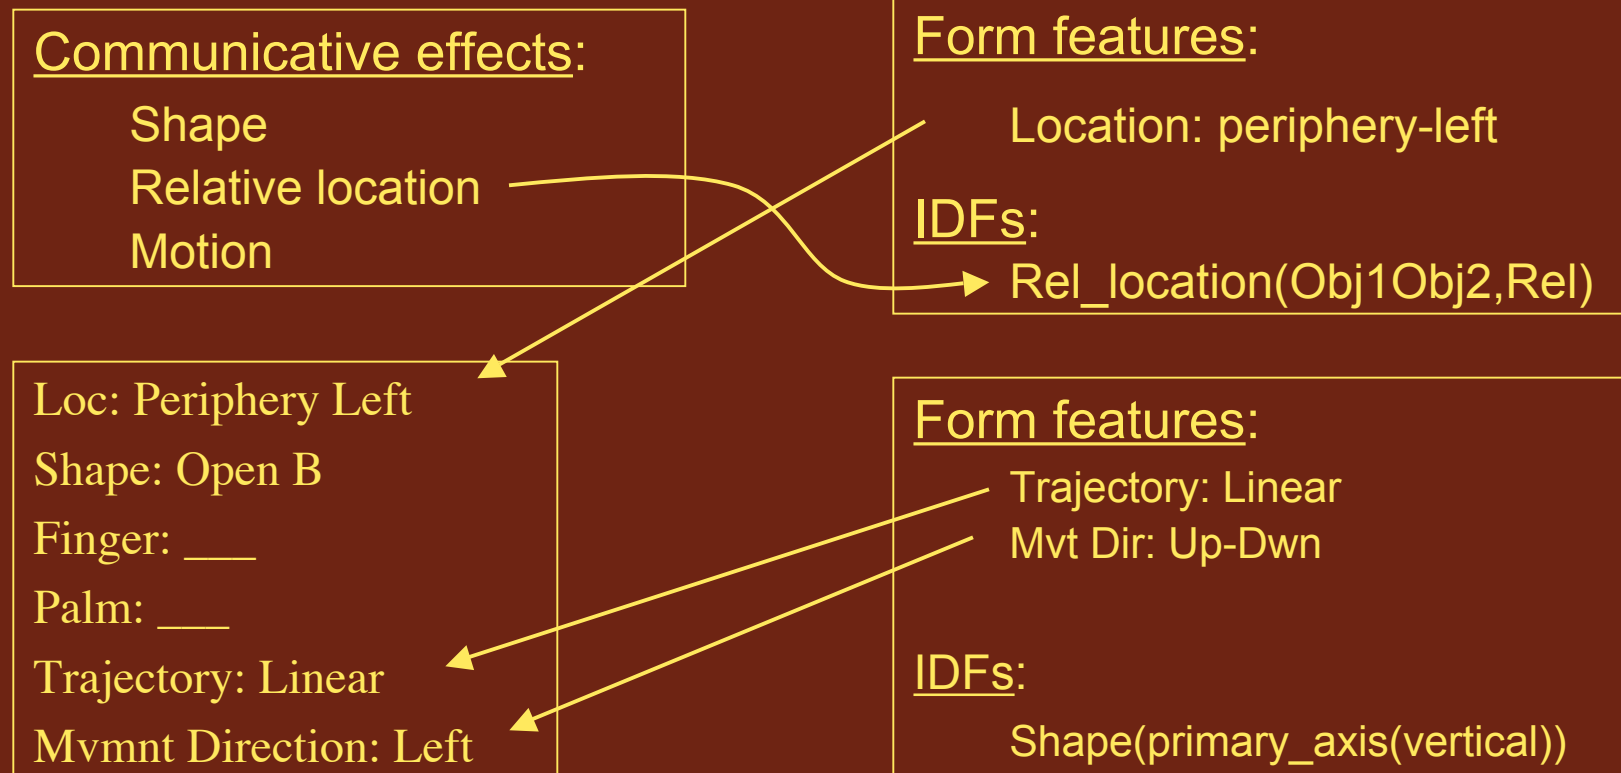 Communicative effects:
Shape
Relative location
Motion
Form features:
Location: periphery-left
IDFs:
Rel_location(Obj1Obj2,Rel)
Loc: Periphery Left
Shape: Open B
Finger: ___
Palm: ___
Trajectory: Linear
Mvmnt Direction: Left
Form features:
Trajectory: Linear
Mvt Dir: Up-Dwn
IDFs:
Shape(primary_axis(vertical))